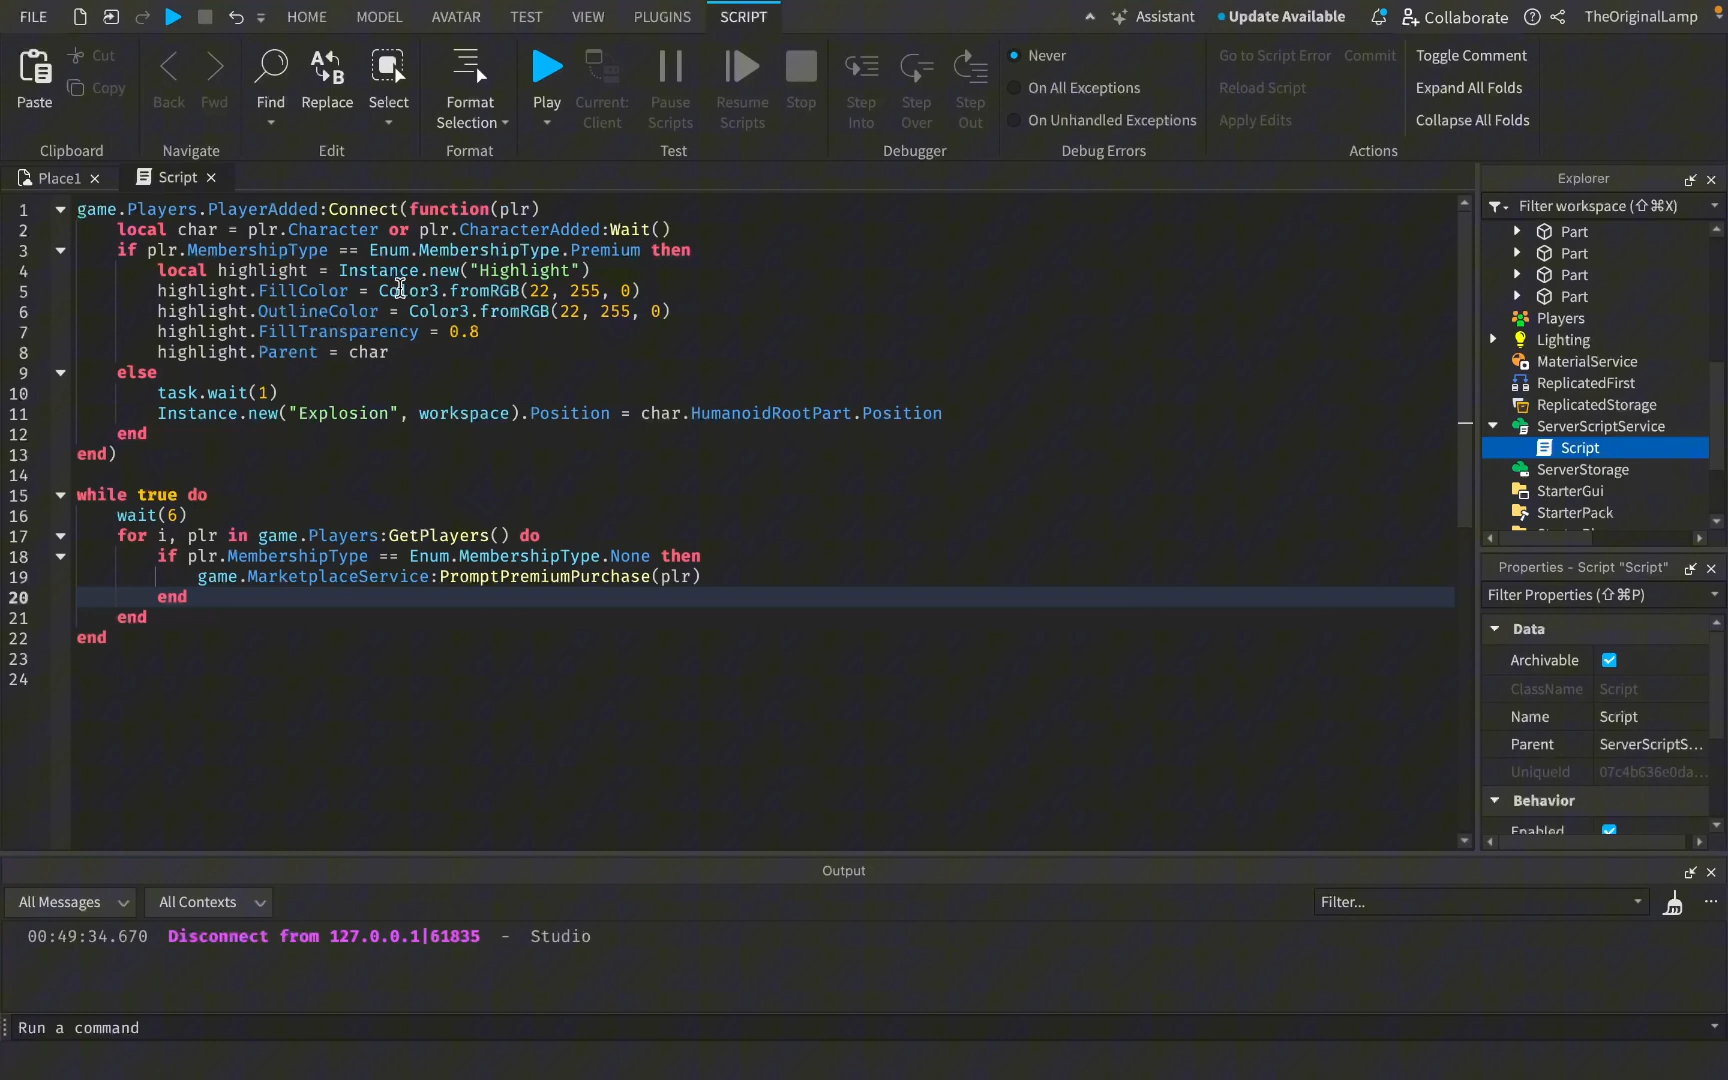 FILE HOME MODEL AVATAR TEST VIEW PLUGINS SCRIPT Assistant Update Available Collaborate TheOriginalLamp
Paste Cut Copy Back Fwd Find Replace Select Format Selection Play Current: Client Pause Scripts Resume Scripts Stop Step Into Step Over Step Out
Never
On All Exceptions
On Unhandled Exceptions
Go to Script Error Commit
Reload Script
Apply Edits
Toggle Comment
Expand All Folds
Collapse All Folds
Clipboard Navigate Edit Format Test Debugger Debug Errors Actions
Place1 Script
1 game.Players.PlayerAdded:Connect(function(plr)
2 local char = plr.Character or plr.CharacterAdded:Wait()
3 if plr.MembershipType == Enum.MembershipType.Premium then
4 local highlight = Instance.new("Highlight")
5 highlight.FillColor = Color3.fromRGB(22, 255, 0)
6 highlight.OutlineColor = Color3.fromRGB(22, 255, 0)
7 highlight.FillTransparency = 0.8
8 highlight.Parent = char
9 else
10 task.wait(1)
11 Instance.new("Explosion", workspace).Position = char.HumanoidRootPart.Position
12 end
13 end)
14
15 while true do
16 wait(6)
17 for i, plr in game.Players:GetPlayers() do
18 if plr.MembershipType == Enum.MembershipType.None then
19 game.MarketplaceService:PromptPremiumPurchase(plr)
20 end
21 end
22 end
23
24
Explorer
Filter workspace (⇧⌘X)
Part
Part
Part
Part
Players
Lighting
MaterialService
ReplicatedFirst
ReplicatedStorage
ServerScriptService
Script
ServerStorage
StarterGui
StarterPack
Properties - Script "Script"
Filter Properties (⇧⌘P)
Data
Archivable
ClassName Script
Name Script
Parent ServerScriptS...
UniqueId 07c4b636e0da...
Behavior
Enabled
Output
All Messages All Contexts Filter...
00:49:34.670 Disconnect from 127.0.0.1|61835 - Studio
Run a command